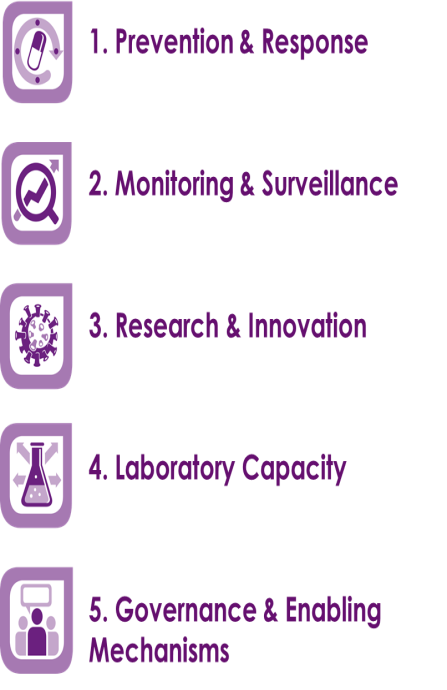 1. Prevention & Response
2. Monitoring & Surveillance
3. Research & Innovation
4. Laboratory Capacity
5. Governance & Enabling
Mechanisms